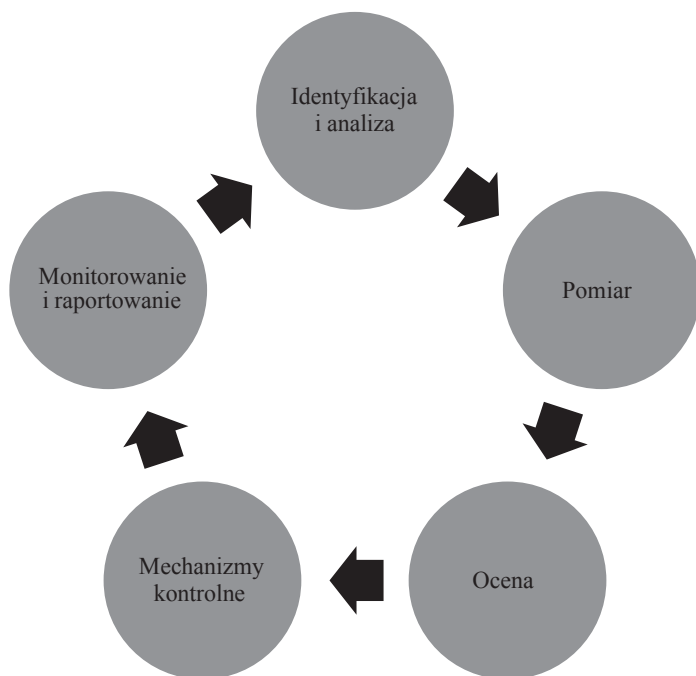 Identyfikacja
i analiza
Pomiar
Ocena
Mechanizmy
kontrolne
Monitorowanie
i raportowanie